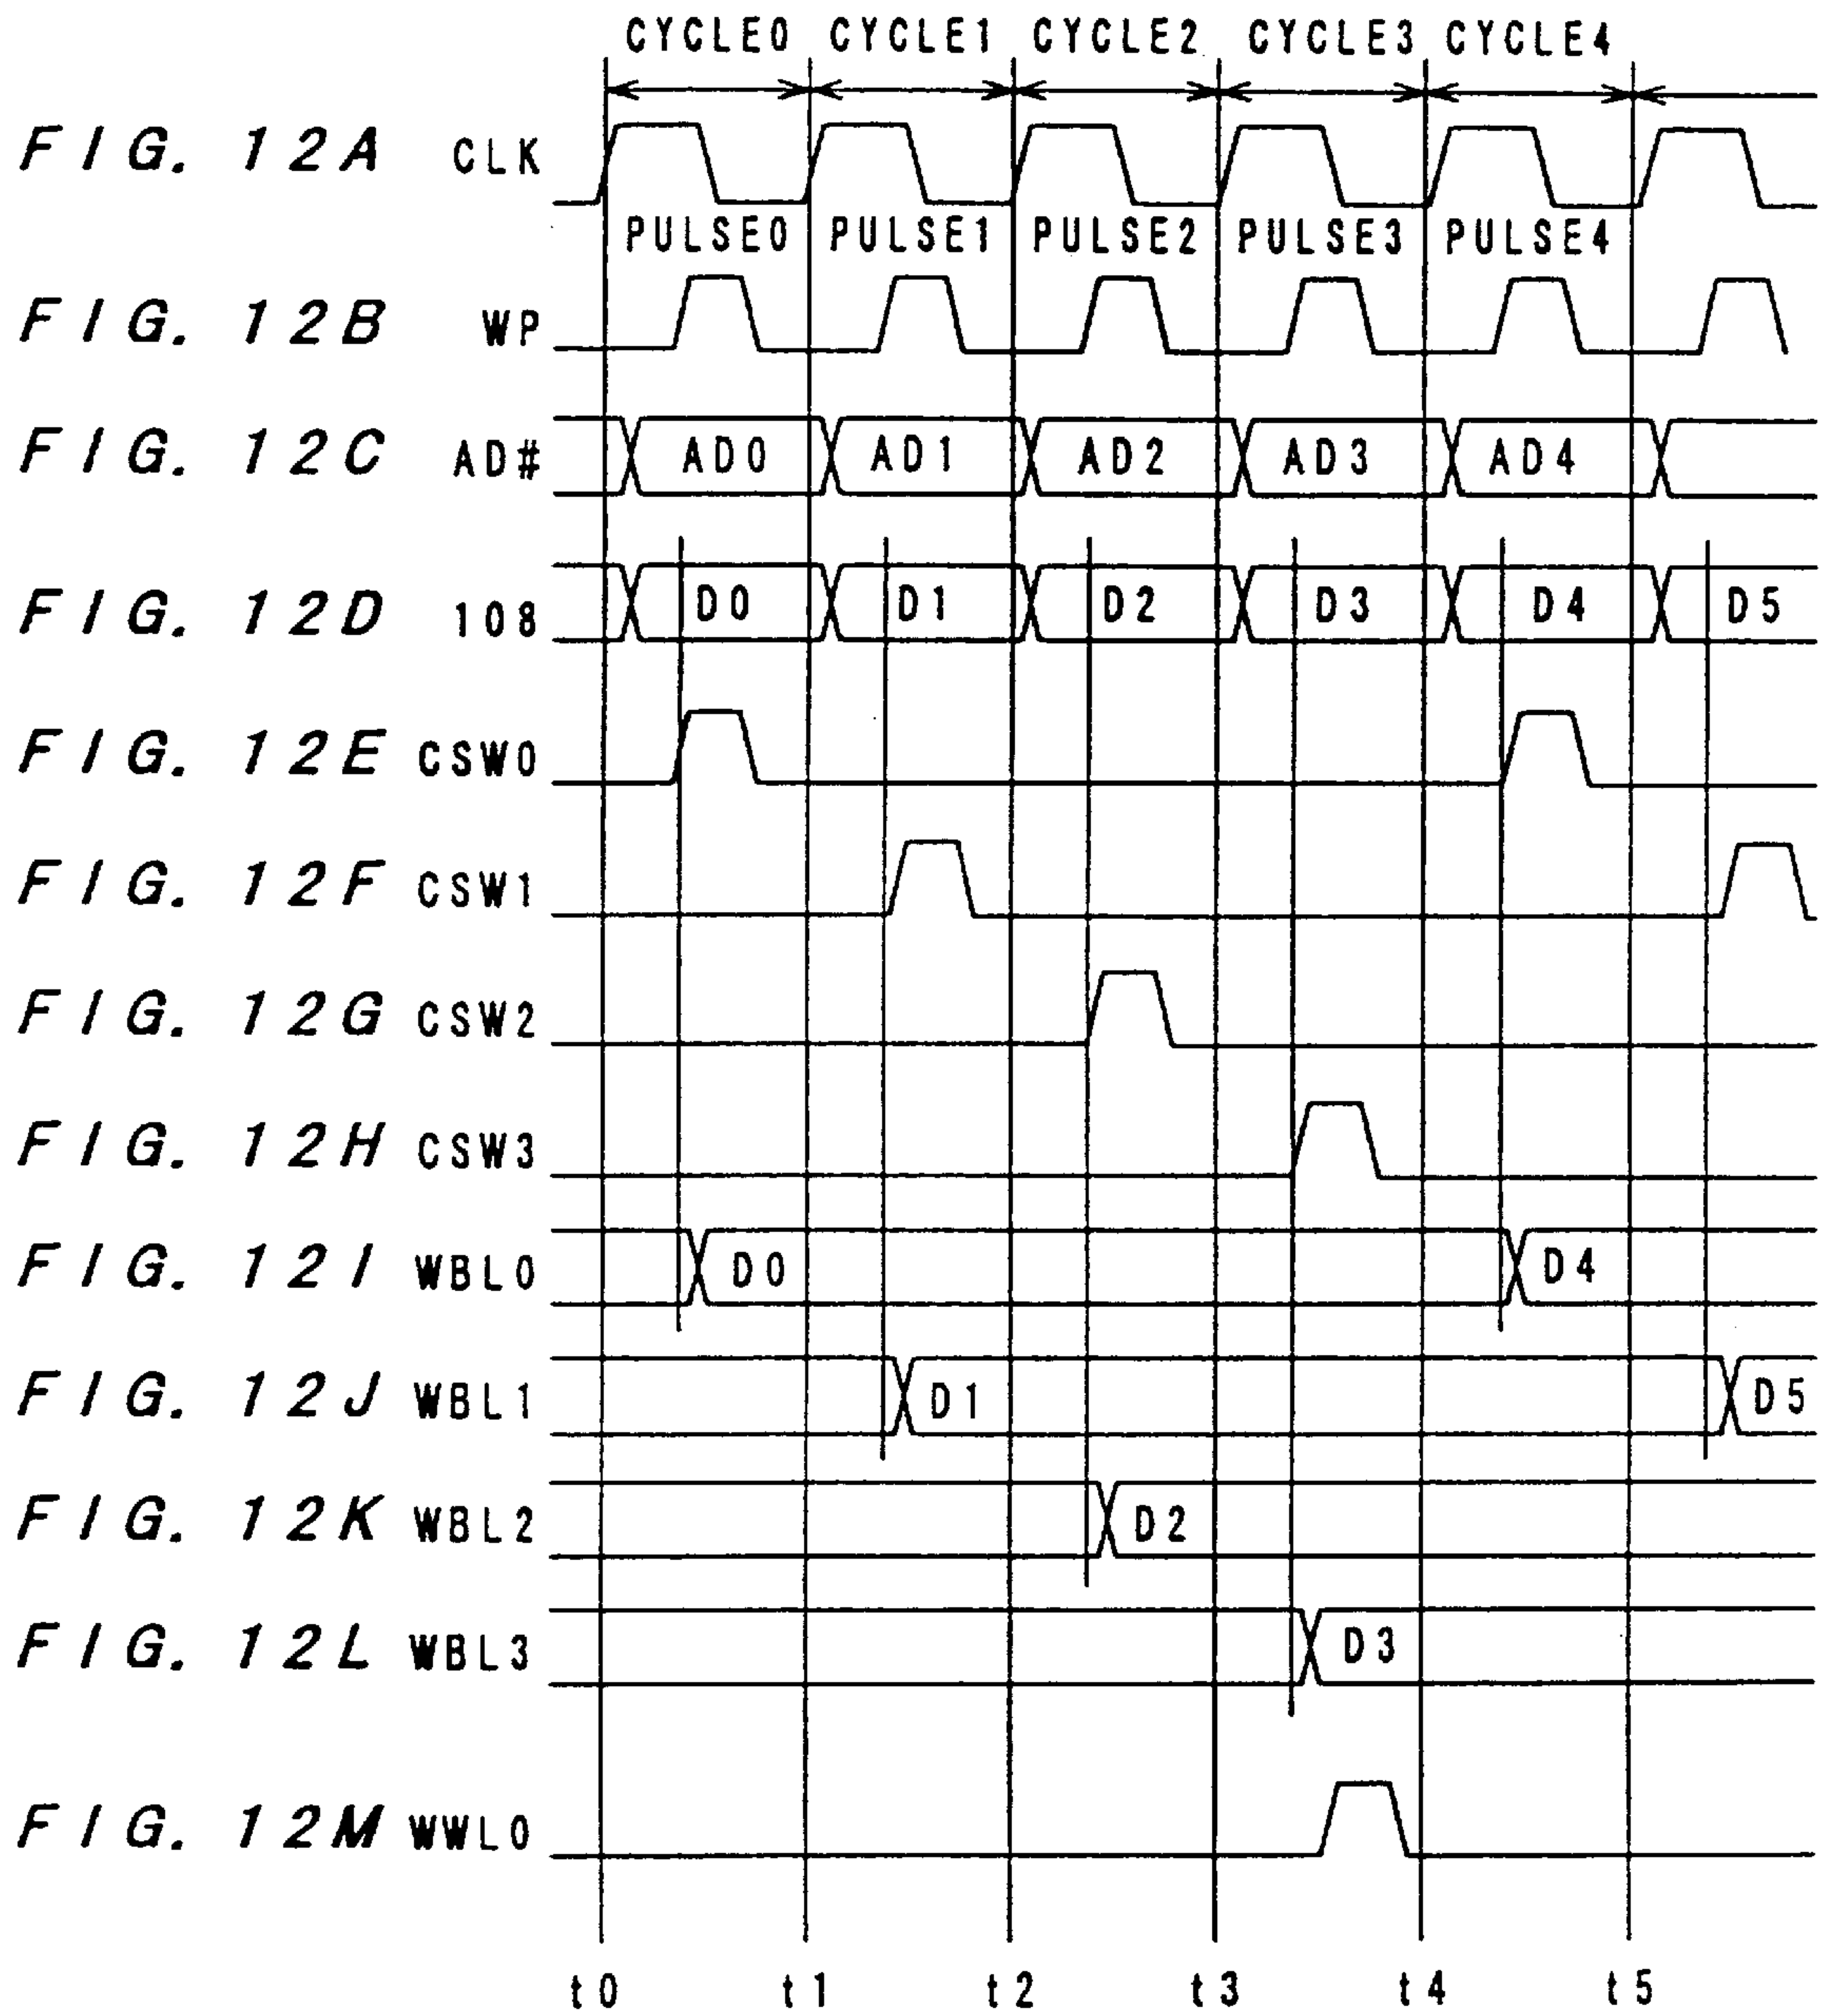 CYCLE0 CYCLE1 CYCLE2 CYCLE3 CYCLE4
FIG. 12A CLK
PULSE0 PULSE1 PULSE2 PULSE3 PULSE4
FIG. 12B WP
FIG. 12C AD# AD0 AD1 AD2 AD3 AD4
FIG. 12D 108 D0 D1 D2 D3 D4 D5
FIG. 12E CSW0
FIG. 12F CSW1
FIG. 12G CSW2
FIG. 12H CSW3
FIG. 12I WBL0 D0 D4
FIG. 12J WBL1 D1 D5
FIG. 12K WBL2 D2
FIG. 12L WBL3 D3
FIG. 12M WWL0
t0 t1 t2 t3 t4 t5